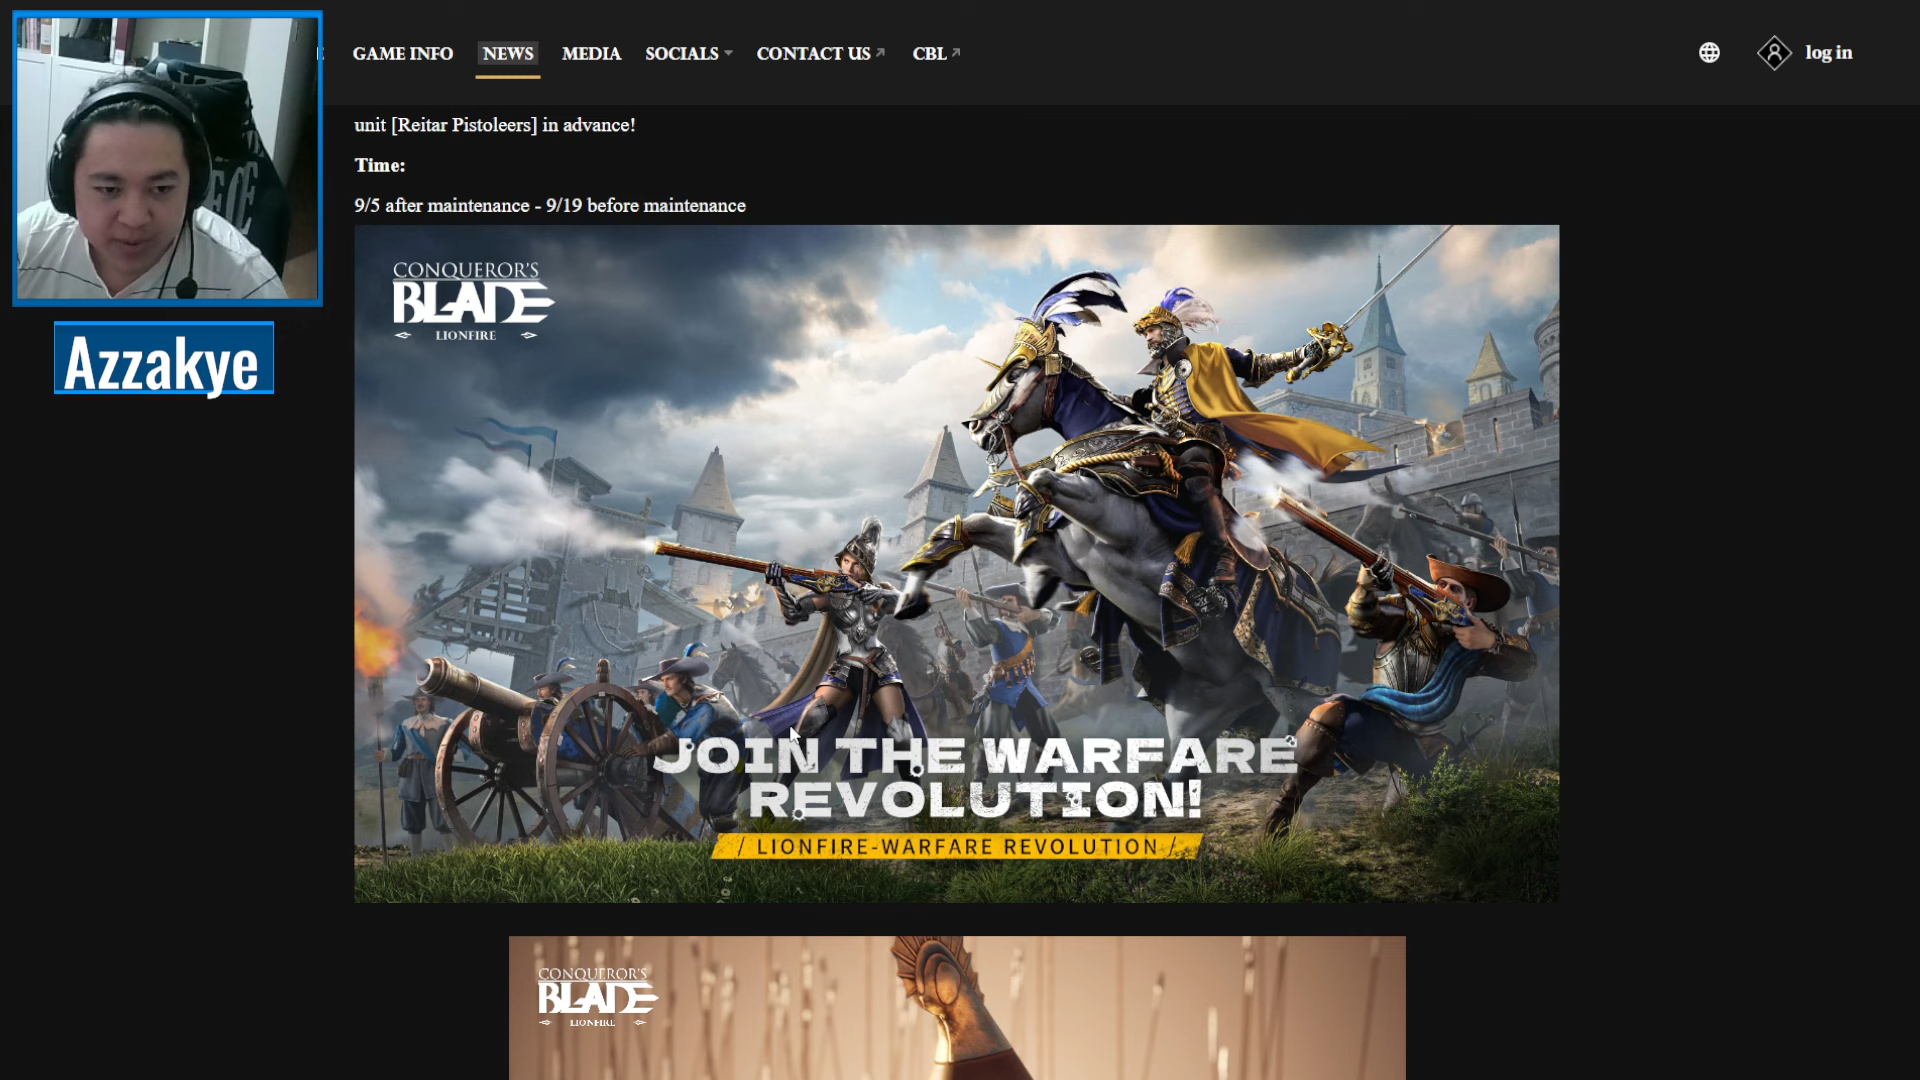 GAME INFO
NEWS
MEDIA
SOCIALS
CONTACT US
CBL
log in
unit [Reitar Pistoleers] in advance!
Time:
9/5 after maintenance - 9/19 before maintenance
Azzakye
CONQUEROR'S
BLADE
LIONFIRE
JOIN THE WARFARE
REVOLUTION!
/ LIONFIRE-WARFARE REVOLUTION /
CONQUEROR'S
BLADE
LIONFIRE